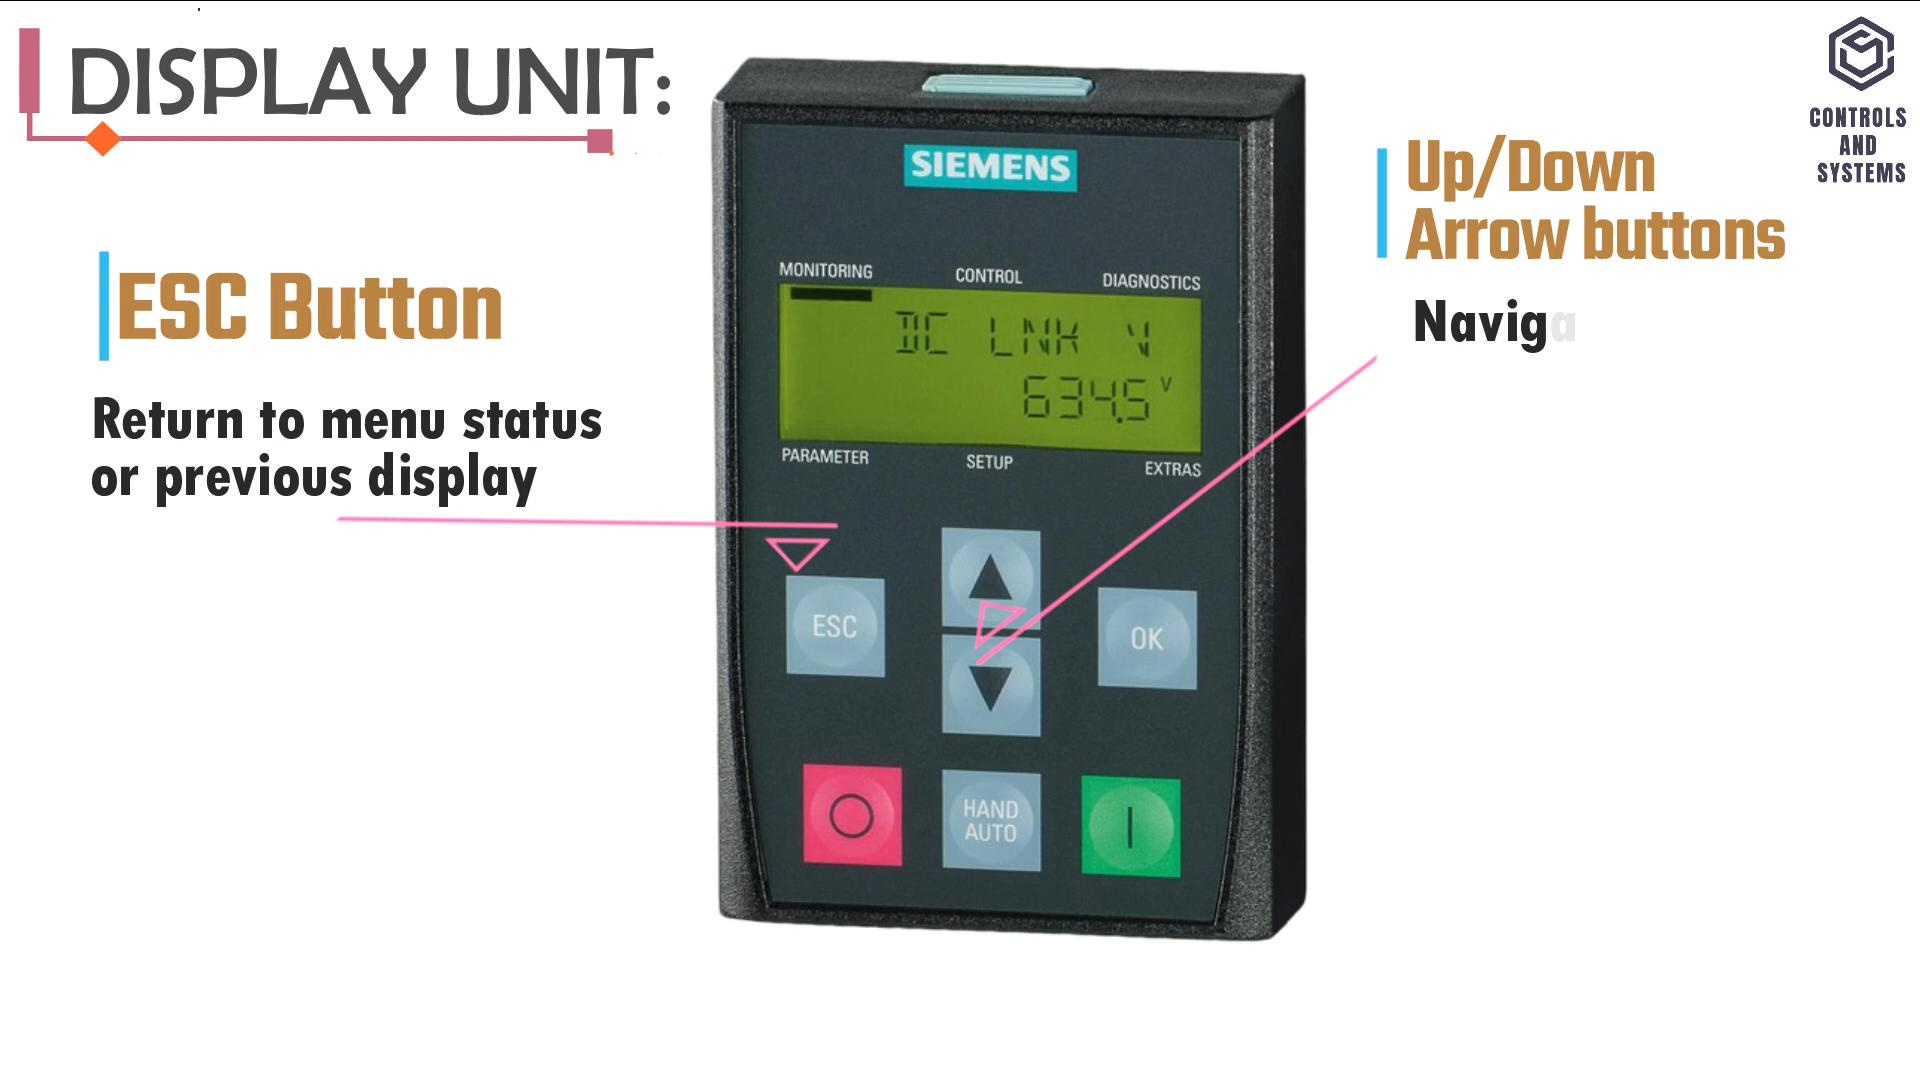 DISPLAY UNIT:
CONTROLS
AND
SYSTEMS
ESC Button
Return to menu status
or previous display
SIEMENS
MONITORING CONTROL DIAGNOSTICS
DC LNK V
634.5 V
PARAMETER SETUP EXTRAS
ESC
OK
HAND
AUTO
Up/Down
Arrow buttons
Naviga